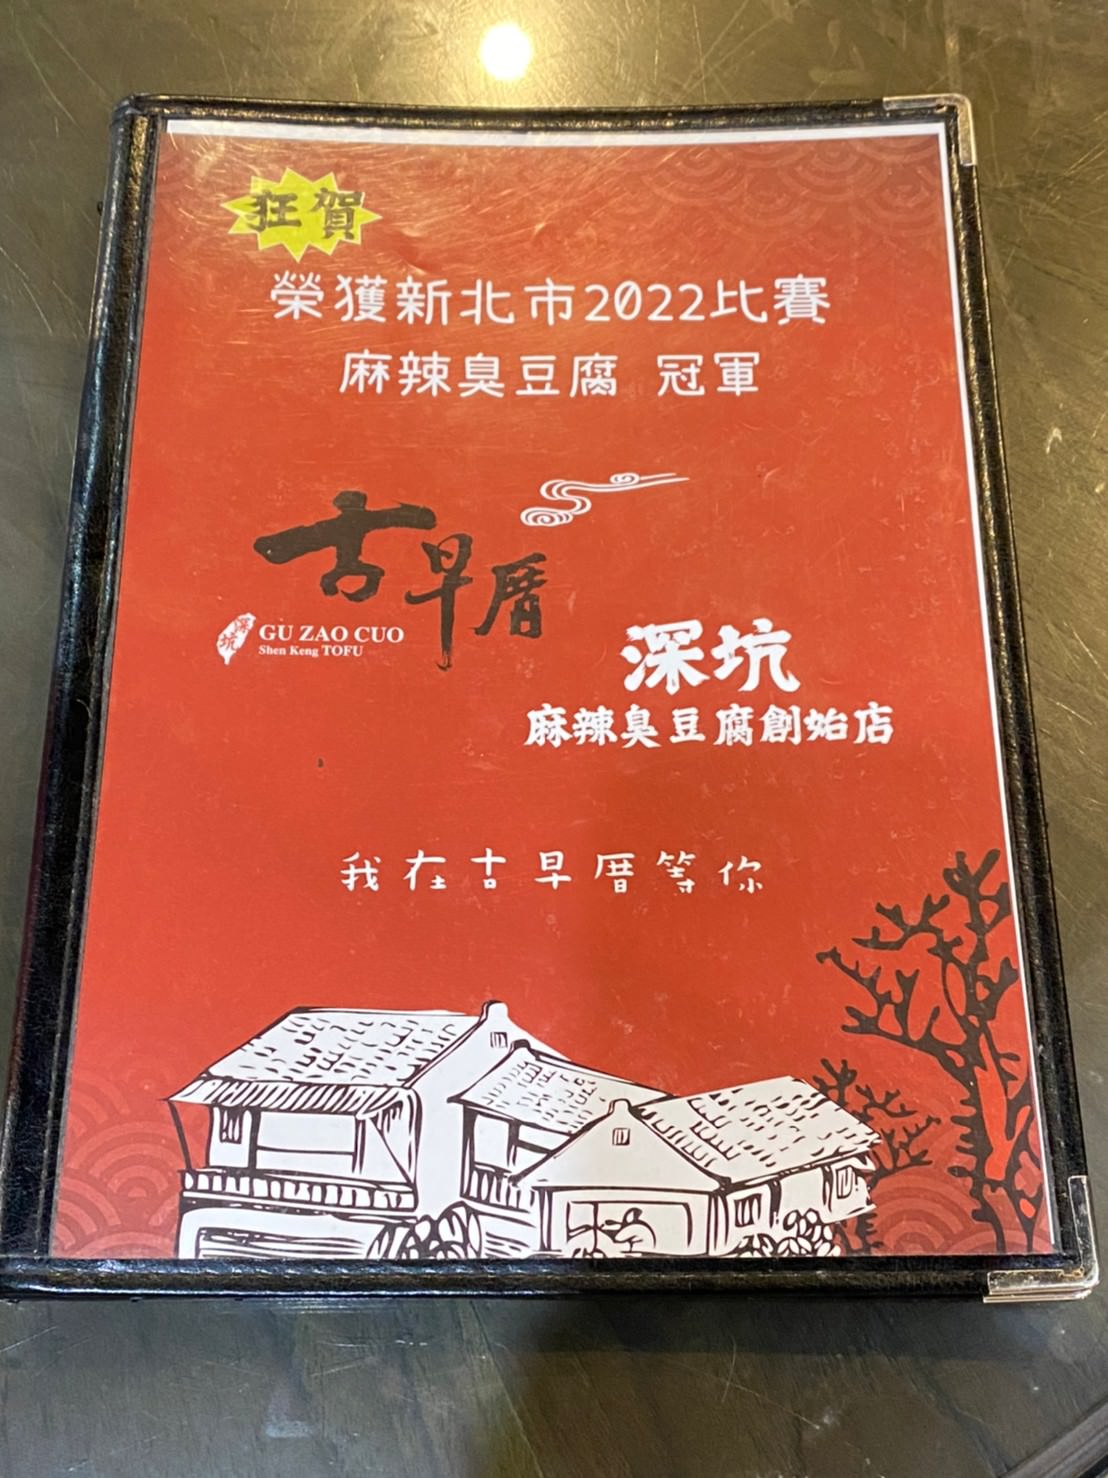 狂賀
榮獲新北市2022比賽
麻辣臭豆腐 冠軍
古早厝
深坑
GU ZAO CUO
Shen Keng TOFU
深坑
麻辣臭豆腐創始店
我在古早厝等你